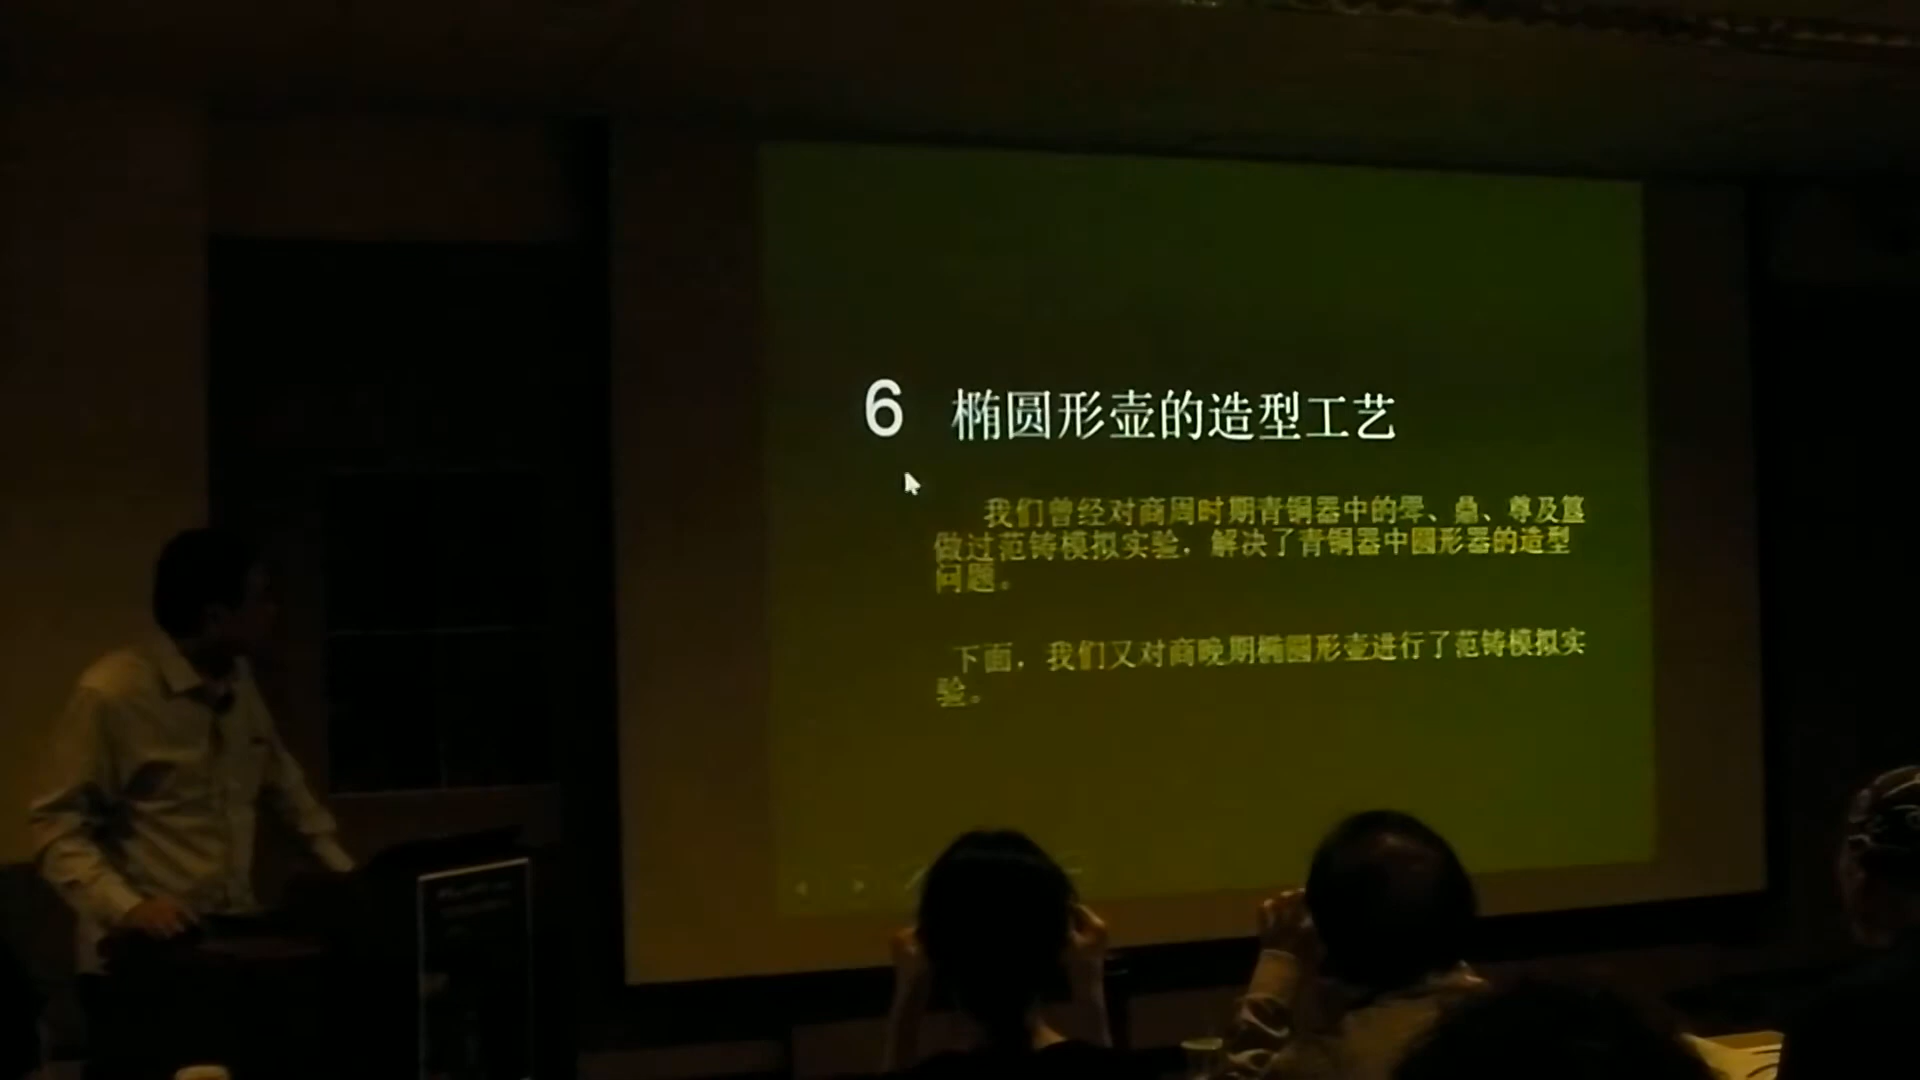 6 椭圆形壶的造型工艺
我们曾经对商周时期青铜器中的斝、鼎、尊及簋
做过范铸模拟实验，解决了青铜器中圆形器的造型
问题。
下面，我们又对商晚期椭圆形壶进行了范铸模拟实
验。